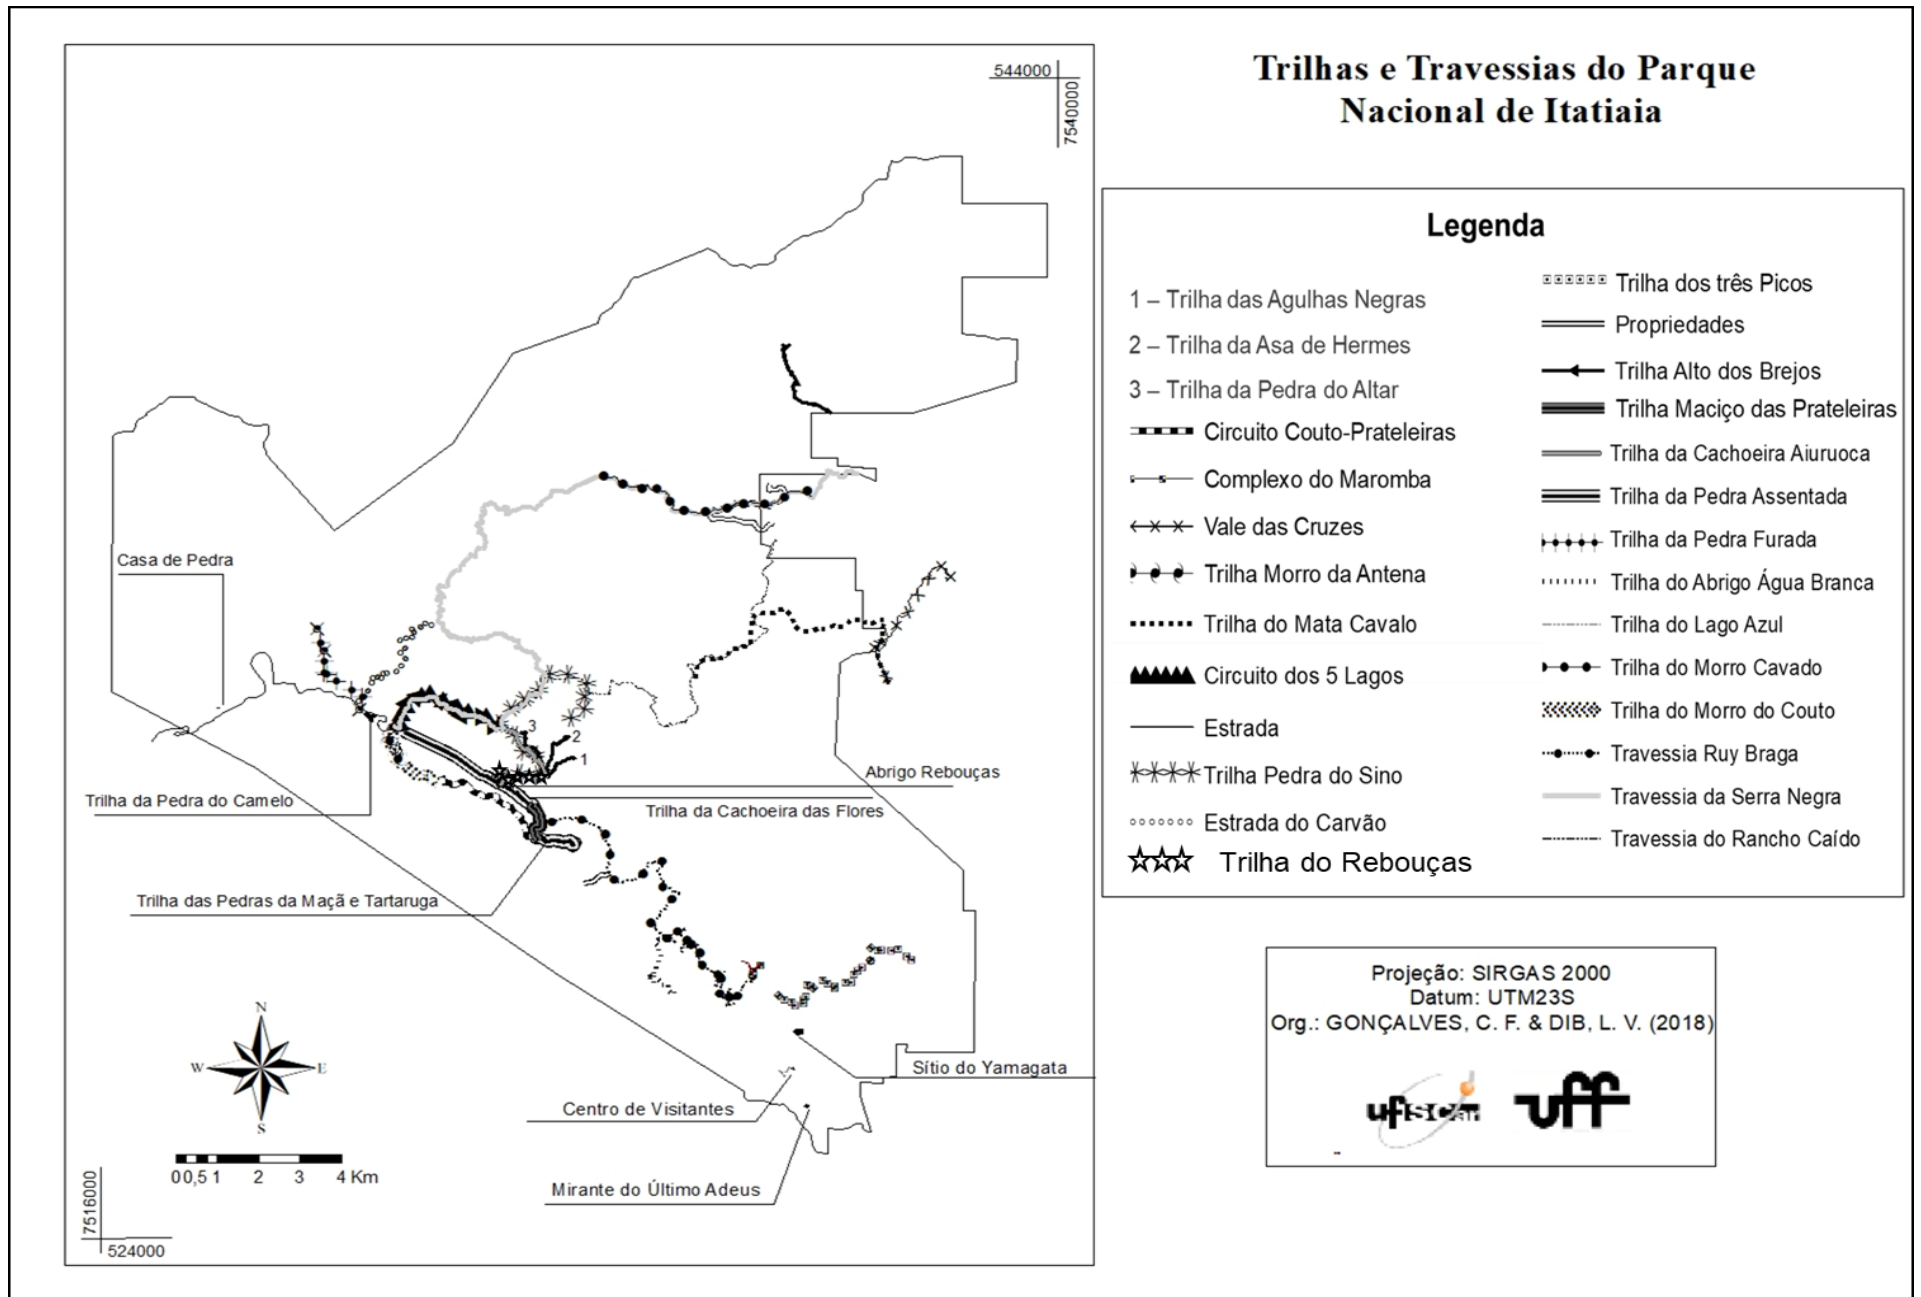 Trilhas e Travessias do Parque
Nacional de Itatiaia
544000
7540000
Casa de Pedra
3
2
1
Abrigo Rebouças
Trilha da Pedra do Camelo
Trilha da Cachoeira das Flores
Trilha das Pedras da Maçã e Tartaruga
Sítio do Yamagata
Centro de Visitantes
Mirante do Último Adeus
N
W
E
S
0 0,5 1 2 3 4 Km
7516000
524000
Legenda
1 – Trilha das Agulhas Negras
2 – Trilha da Asa de Hermes
3 – Trilha da Pedra do Altar
Circuito Couto-Prateleiras
Complexo do Maromba
Vale das Cruzes
Trilha Morro da Antena
Trilha do Mata Cavalo
Circuito dos 5 Lagos
Estrada
Trilha Pedra do Sino
Estrada do Carvão
Trilha do Rebouças
Trilha dos três Picos
Propriedades
Trilha Alto dos Brejos
Trilha Maciço das Prateleiras
Trilha da Cachoeira Aiuruoca
Trilha da Pedra Assentada
Trilha da Pedra Furada
Trilha do Abrigo Água Branca
Trilha do Lago Azul
Trilha do Morro Cavado
Trilha do Morro do Couto
Travessia Ruy Braga
Travessia da Serra Negra
Travessia do Rancho Caído
Projeção: SIRGAS 2000
Datum: UTM23S
Org.: GONÇALVES, C. F. & DIB, L. V. (2018)
ufscar
uff